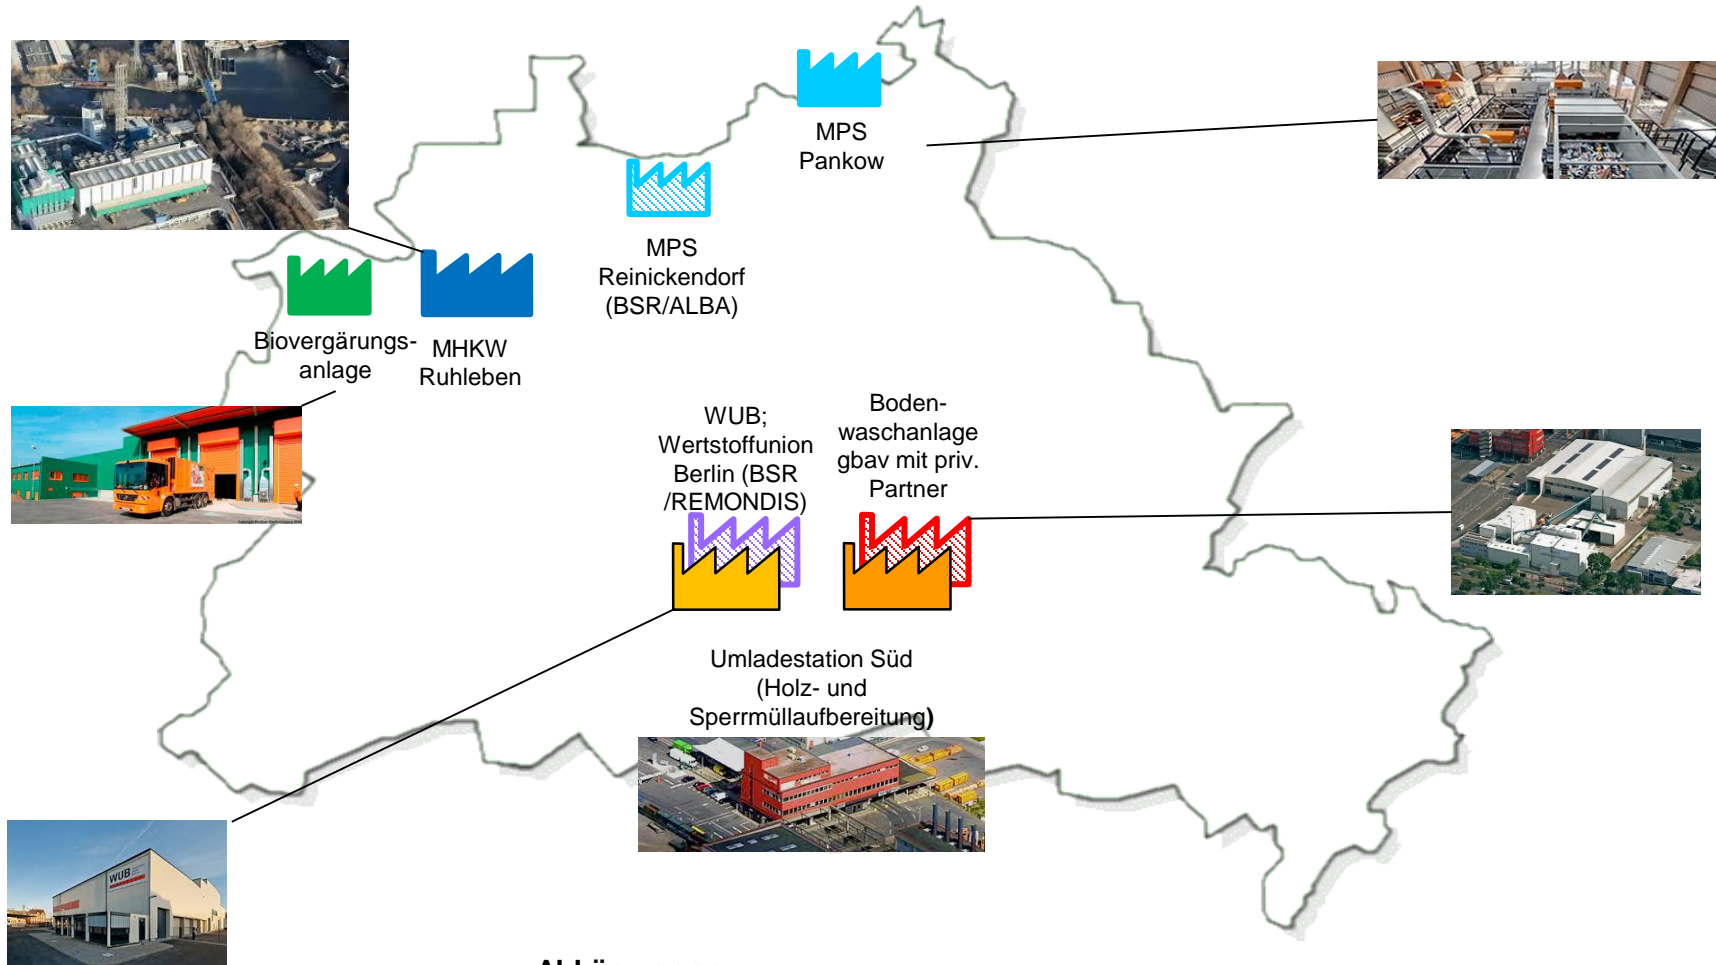 MPS
Pankow
MPS
Reinickendorf
(BSR/ALBA)
Biovergärungs-
anlage
MHKW
Ruhleben
WUB;
Wertstoffunion
Berlin (BSR
/REMONDIS)
Boden-
waschanlage
gbav mit priv.
Partner
Umladestation Süd
(Holz- und
Sperrmüllaufbereitung)
WUB